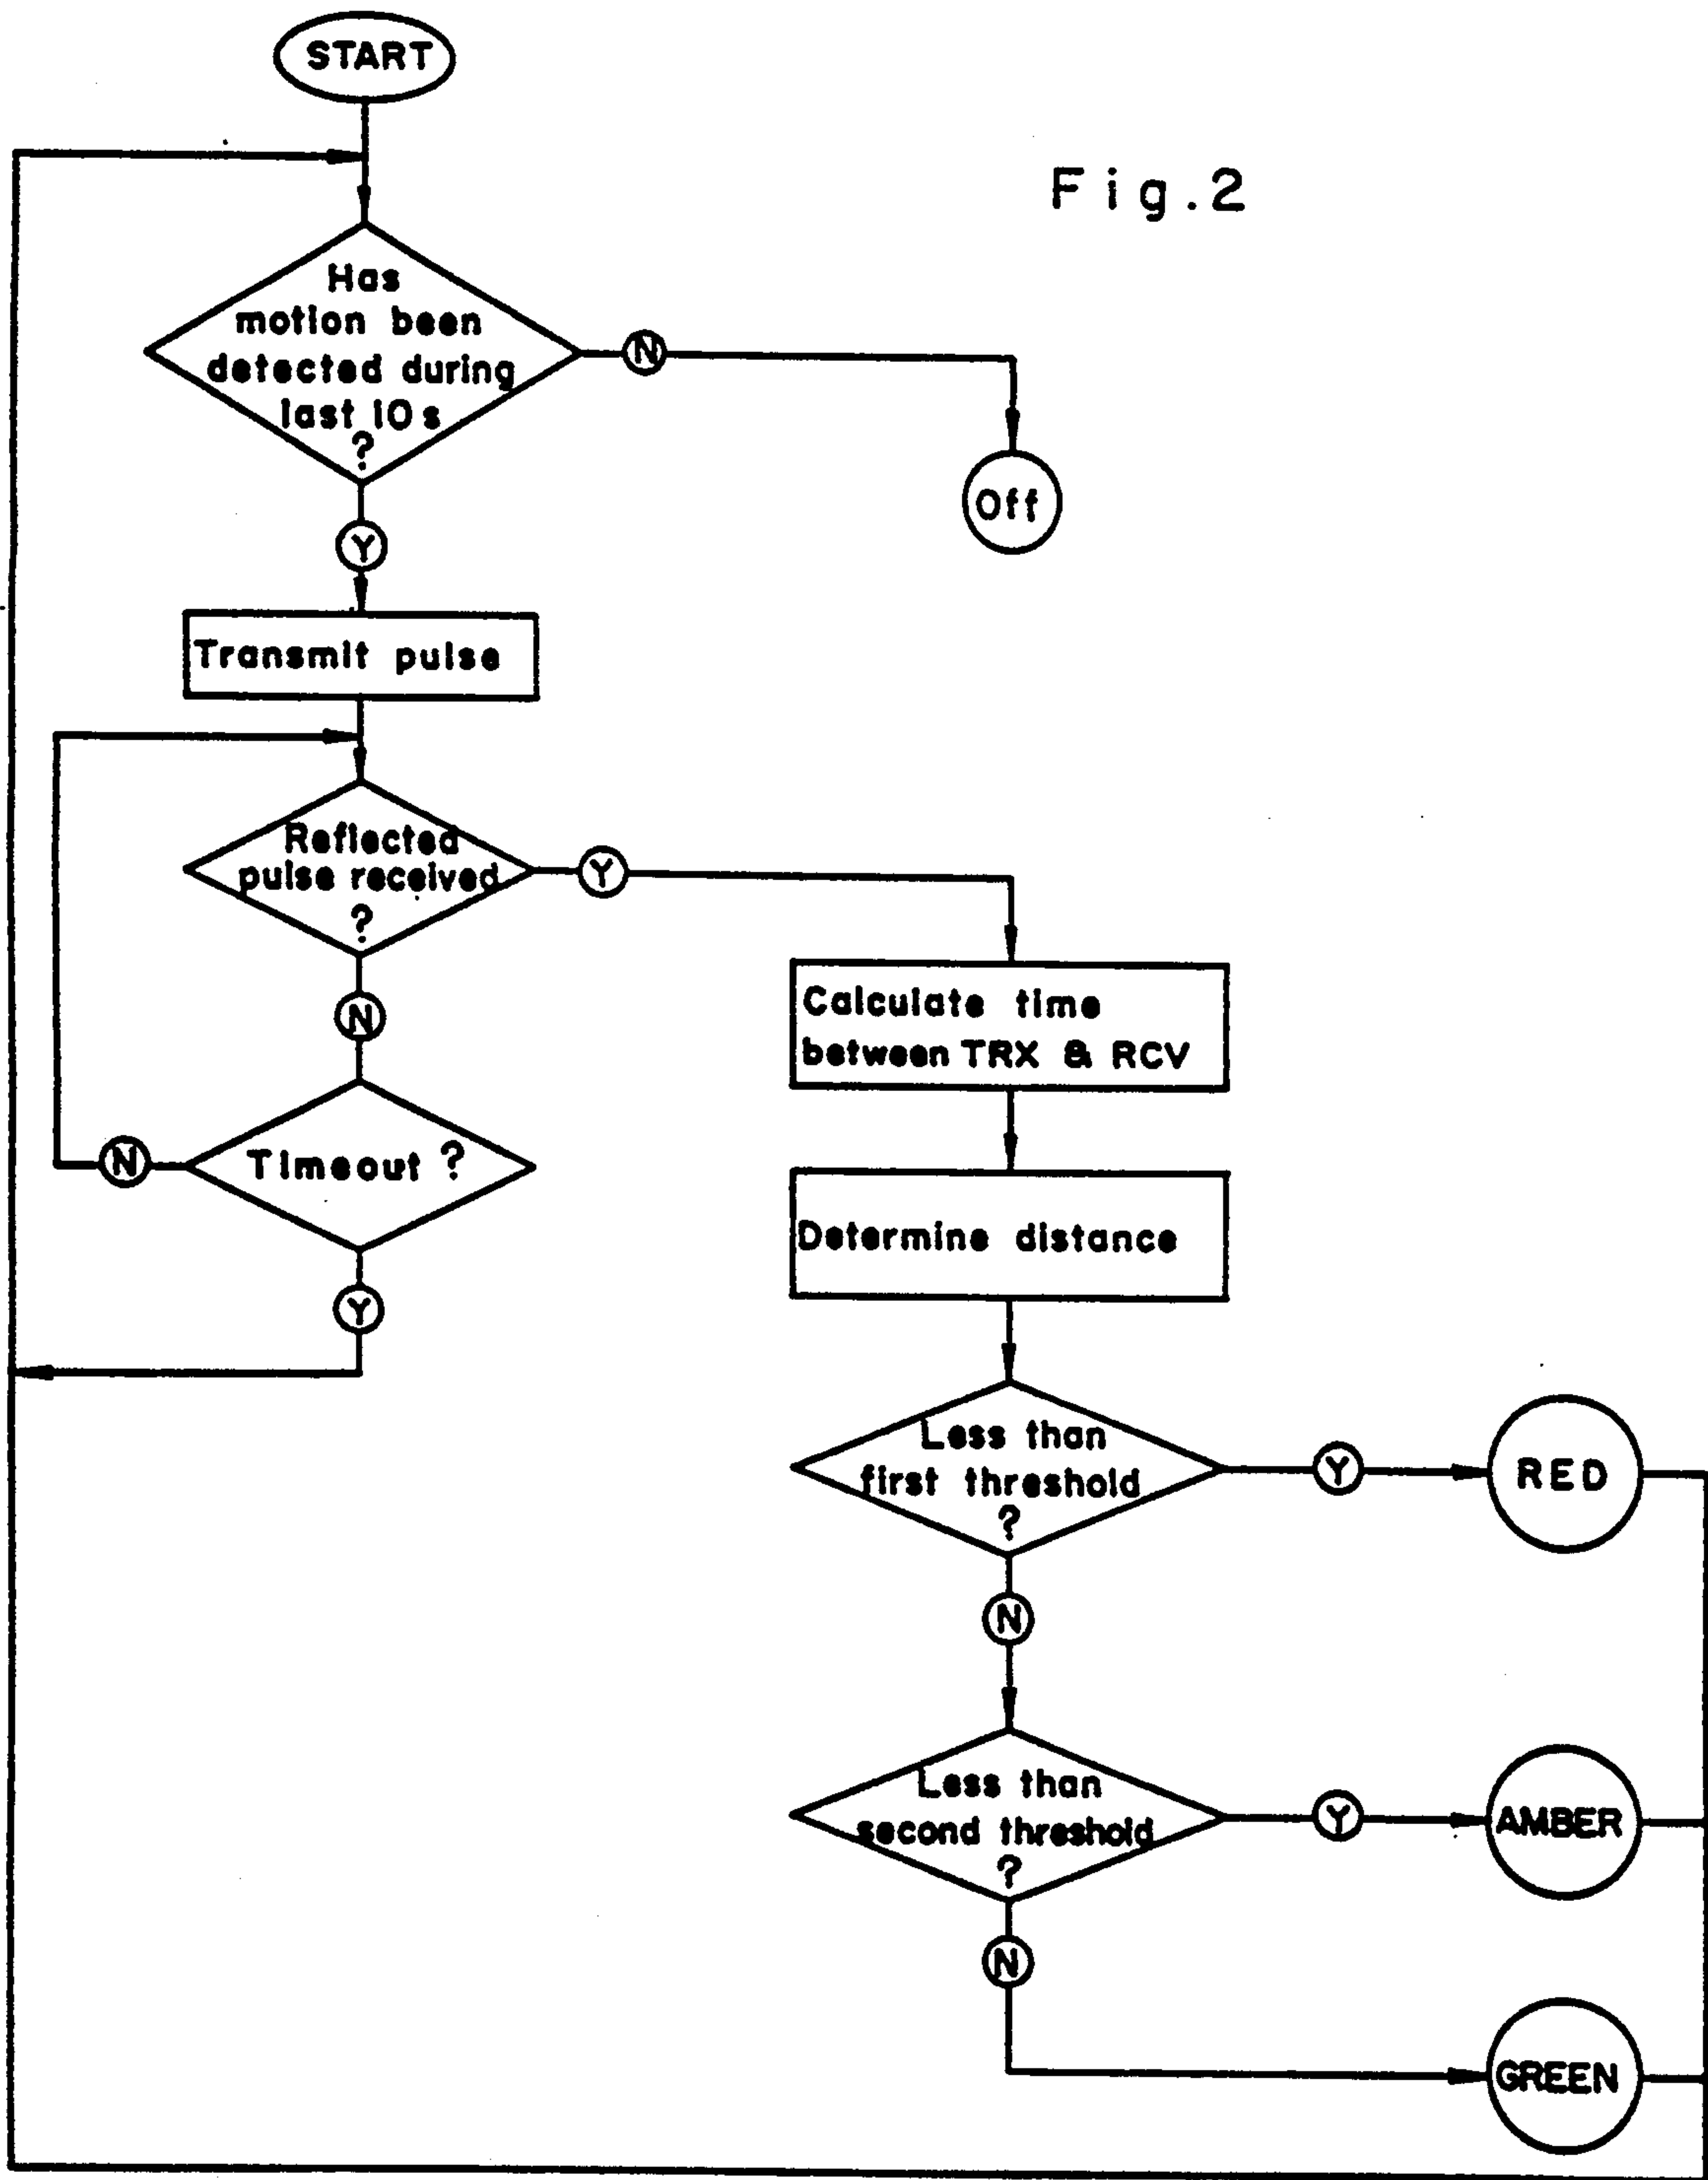 START
Fig.2
Has
motion been
detected during
last 10s
?
N
Off
Y
Transmit pulse
Reflected
pulse received
?
Y
N
Calculate time
between TRX & RCV
Timeout ?
N
Determine distance
Y
Less than
first threshold
?
Y
RED
N
Less than
second threshold
?
Y
AMBER
N
GREEN